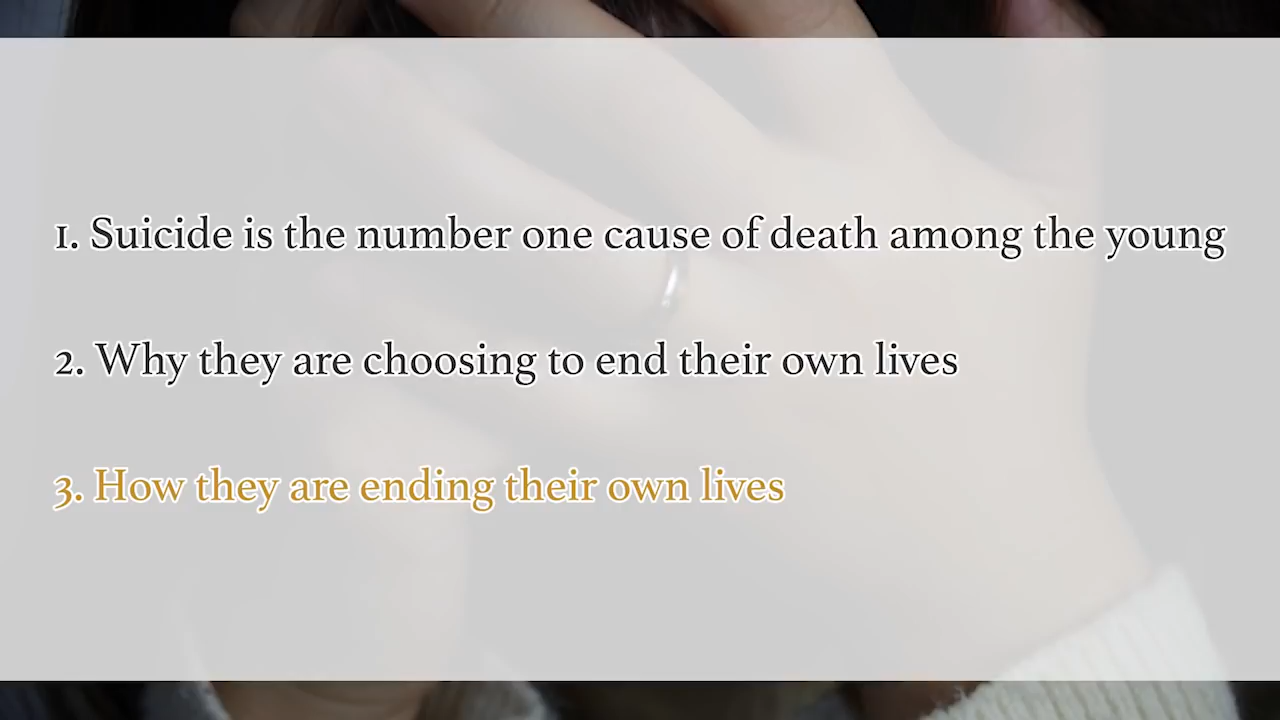 1. Suicide is the number one cause of death among the young
2. Why they are choosing to end their own lives
3. How they are ending their own lives